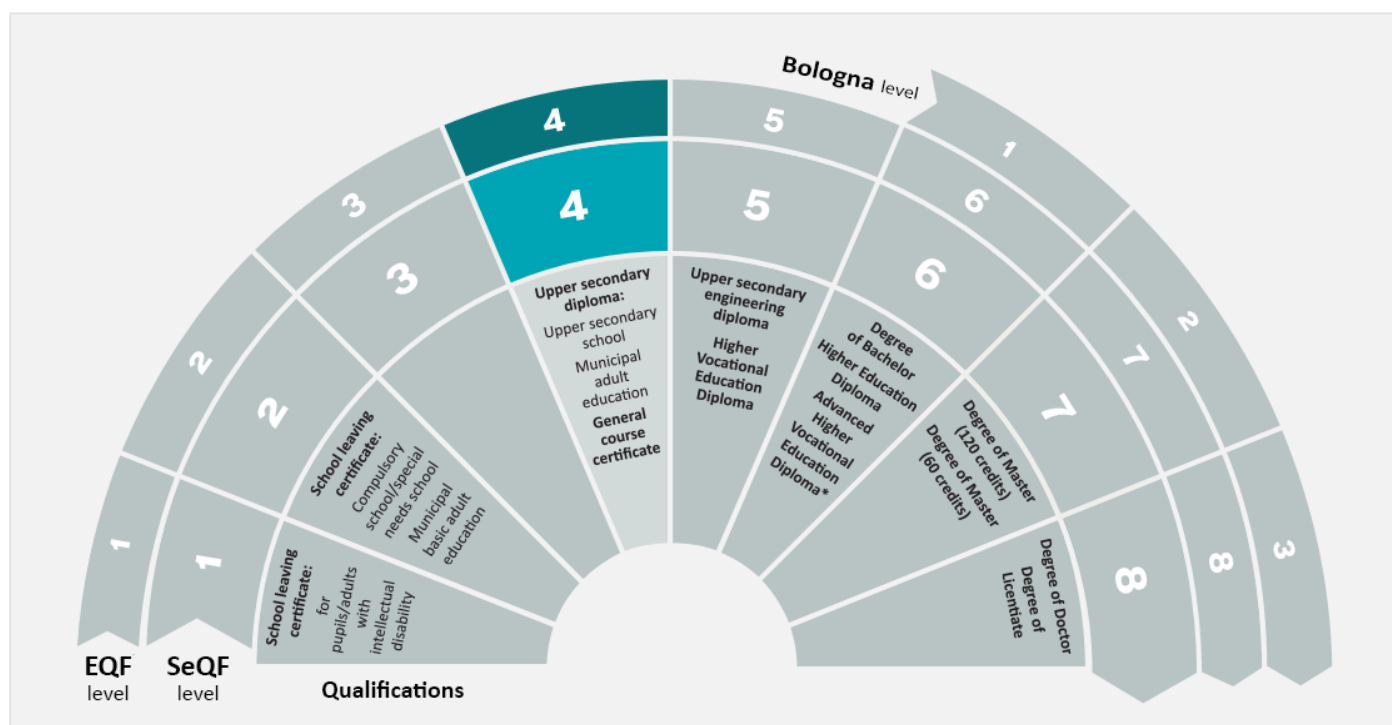 Bologna level
1
2
3
1
2
3
4
5
6
7
8
1
2
3
4
5
6
7
8
School leaving
certificate:
for
pupils/adults
with
intellectual
disability
School leaving
certificate:
Compulsory
school/special
needs school
Municipal
basic adult
education
Upper secondary
diploma:
Upper secondary
school
Municipal
adult
education
General
course
certificate
Upper secondary
engineering
diploma
Higher
Vocational
Education
Diploma
Degree
of Bachelor
Higher Education
Diploma
Advanced
Higher
Vocational
Education
Diploma*
Degree of Master
(120 credits)
Degree of Master
(60 credits)
Degree of Doctor
Degree of
Licentiate
EQF
level
SeQF
level
Qualifications